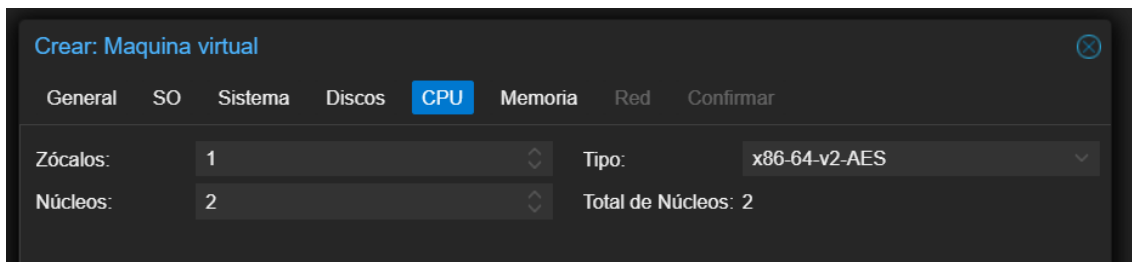 Crear: Maquina virtual
General SO Sistema Discos CPU Memoria Red Confirmar
Zócalos: 1 Tipo: x86-64-v2-AES
Núcleos: 2 Total de Núcleos: 2